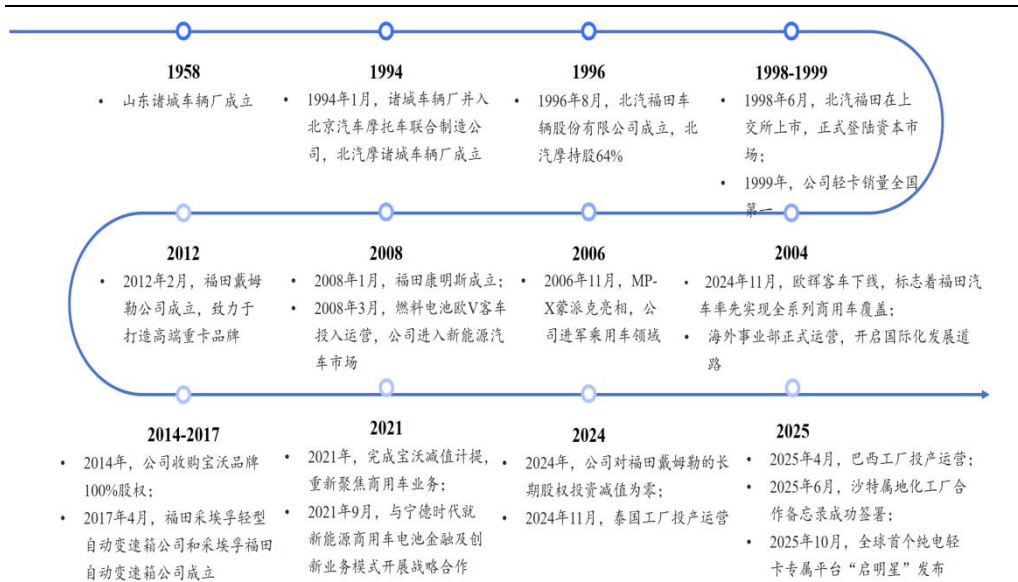 1958
• 山东诸城车辆厂成立
1994
• 1994年1月，诸城车辆厂并入
北京汽车摩托车联合制造公
司，北汽摩诸城车辆厂成立
1996
• 1996年8月，北汽福田车
辆股份有限公司成立，北
汽摩持股64%
1998-1999
• 1998年6月，北汽福田在上
交所上市，正式登陆资本市
场；
• 1999年，公司轻卡销量全国
第一
2012
• 2012年2月，福田戴姆
勒公司成立，致力于
打造高端重卡品牌
2008
• 2008年1月，福田康明斯成立；
• 2008年3月，燃料电池欧V客车
投入运营，公司进入新能源汽
车市场
2006
• 2006年11月，MP-
X蒙派克亮相，公
司进军乘用车领域
2004
• 2024年11月，欧辉客车下线，标志着福田汽
车率先实现全系列商用车覆盖；
• 海外事业部正式运营，开启国际化发展道
路
2014-2017
• 2014年，公司收购宝沃品牌
100%股权；
• 2017年4月，福田采埃孚轻型
自动变速箱公司和采埃孚福田
自动变速箱公司成立
2021
• 2021年，完成宝沃减值计提，
重新聚焦商用车业务；
• 2021年9月，与宁德时代就
新能源商用车电池金融及创
新业务模式开展战略合作
2024
• 2024年，公司对福田戴姆勒的长
期股权投资减值为零；
• 2024年11月，泰国工厂投产运营
2025
• 2025年4月，巴西工厂投产运营；
• 2025年6月，沙特属地化工厂合
作备忘录成功签署；
• 2025年10月，全球首个纯电轻
卡专属平台“启明星”发布